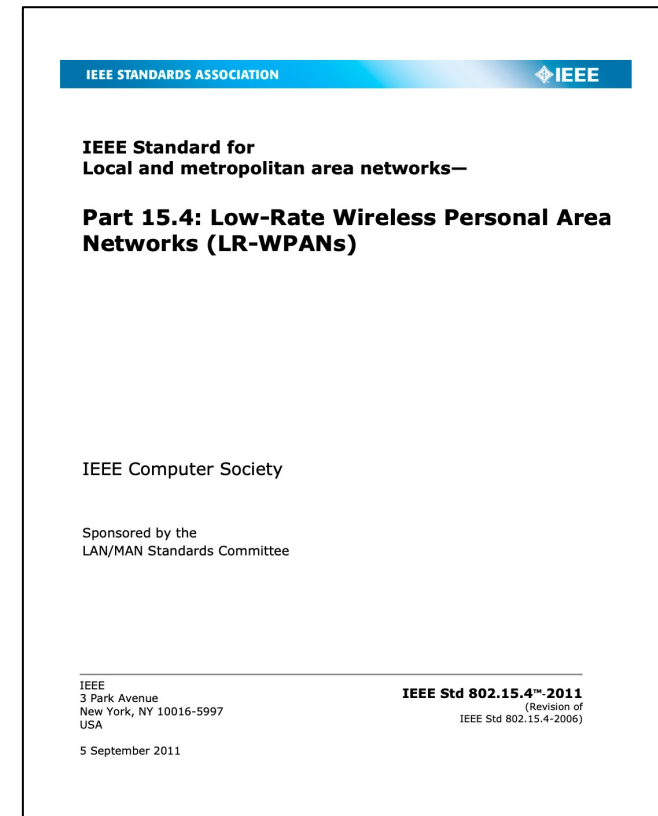 IEEE STANDARDS ASSOCIATION
IEEE
IEEE Standard for
Local and metropolitan area networks—
Part 15.4: Low-Rate Wireless Personal Area
Networks (LR-WPANs)
IEEE Computer Society
Sponsored by the
LAN/MAN Standards Committee
IEEE
3 Park Avenue
New York, NY 10016-5997
USA
5 September 2011
IEEE Std 802.15.4™-2011
(Revision of
IEEE Std 802.15.4-2006)